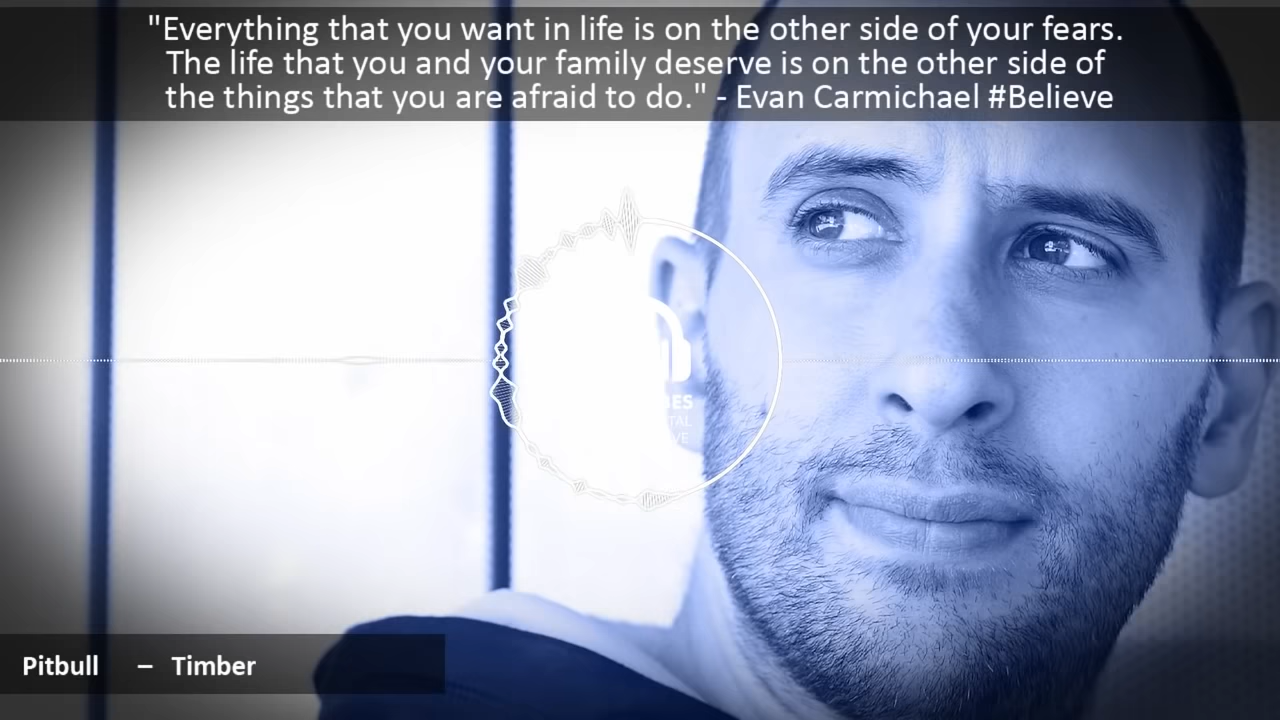 "Everything that you want in life is on the other side of your fears.
The life that you and your family deserve is on the other side of
the things that you are afraid to do." - Evan Carmichael #Believe
Pitbull – Timber